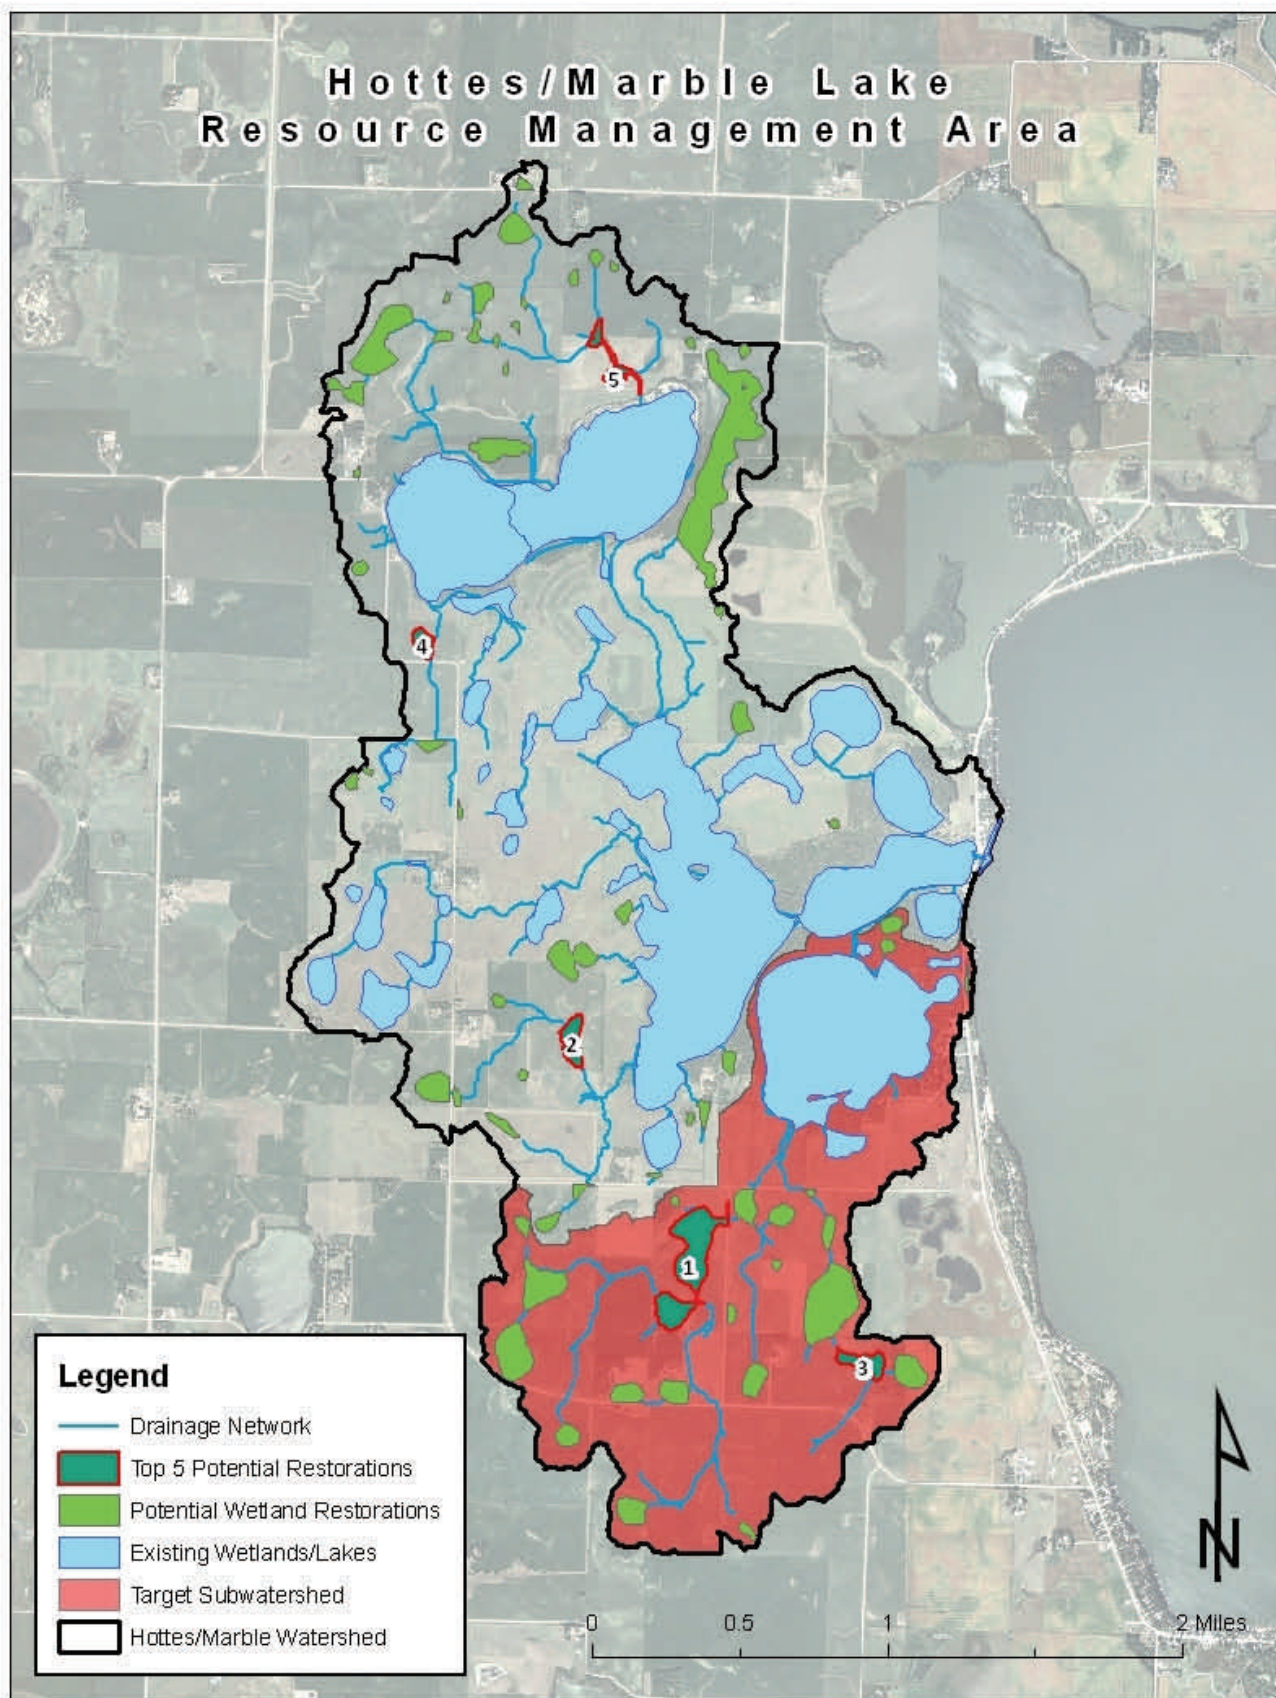 Hottes/Marble Lake
Resource Management Area
5
4
2
1
3
Legend
Drainage Network
Top 5 Potential Restorations
Potential Wetland Restorations
Existing Wetlands/Lakes
Target Subwatershed
Hottes/Marble Watershed
N
0 0.5 1 2 Miles